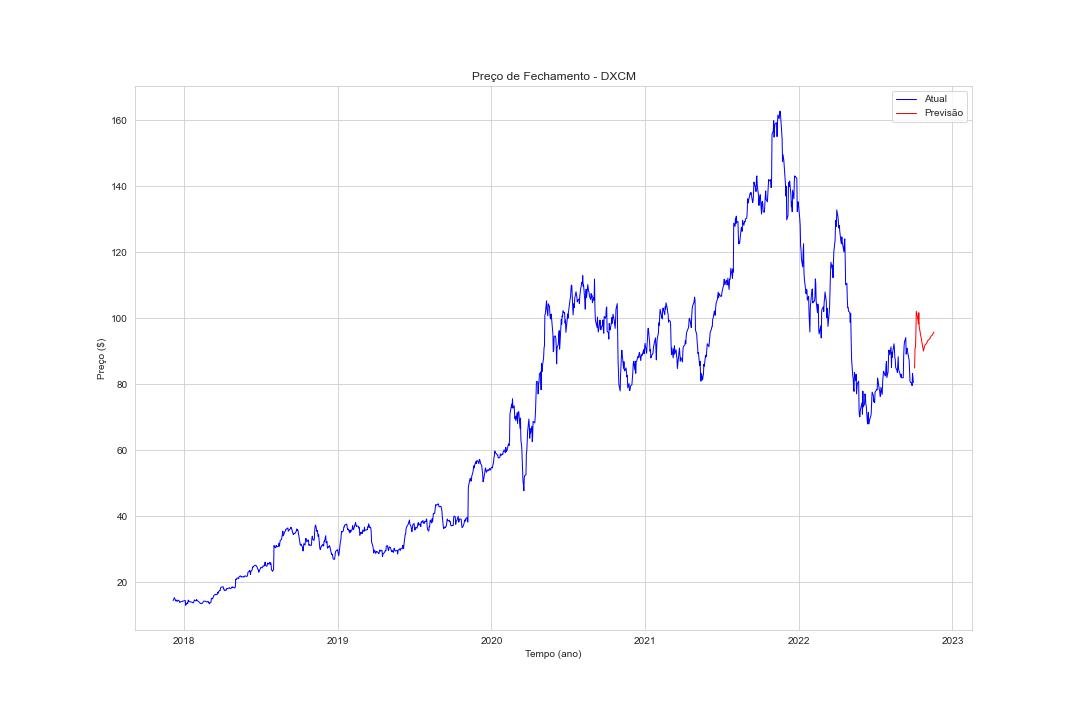 Preço de Fechamento - DXCM
Atual
Previsão
160
140
120
100
80
60
40
20
Preço ($)
2018
2019
2020
2021
2022
2023
Tempo (ano)